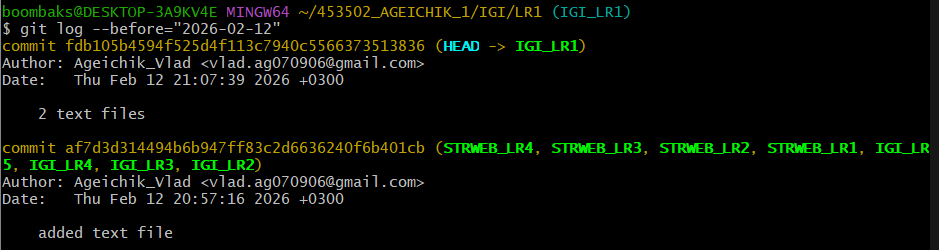 boombaks@DESKTOP-3A9KV4E MINGW64 ~/453502_AGEICHIK_1/IGI/LR1 (IGI_LR1)
$ git log --before="2026-02-12"
commit fdb105b4594f525d4f113c7940c5566373513836 (HEAD -> IGI_LR1)
Author: Ageichik_Vlad <vlad.ag070906@gmail.com>
Date:   Thu Feb 12 21:07:39 2026 +0300
    2 text files
commit af7d3d314494b6b947ff83c2d6636240f6b401cb (STRWEB_LR4, STRWEB_LR3, STRWEB_LR2, STRWEB_LR1, IGI_LR
5, IGI_LR4, IGI_LR3, IGI_LR2)
Author: Ageichik_Vlad <vlad.ag070906@gmail.com>
Date:   Thu Feb 12 20:57:16 2026 +0300
    added text file